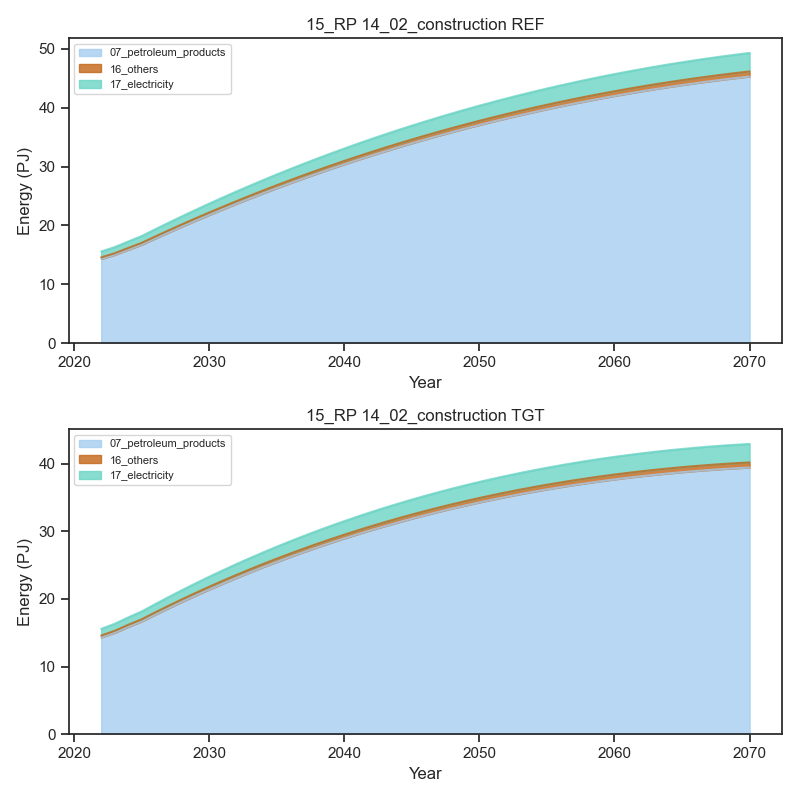 15_RP 14_02_construction REF
07_petroleum_products
16_others
17_electricity
Energy (PJ)
50
40
30
20
10
0
2020 2030 2040 2050 2060 2070
Year
15_RP 14_02_construction TGT
07_petroleum_products
16_others
17_electricity
Energy (PJ)
40
30
20
10
0
2020 2030 2040 2050 2060 2070
Year